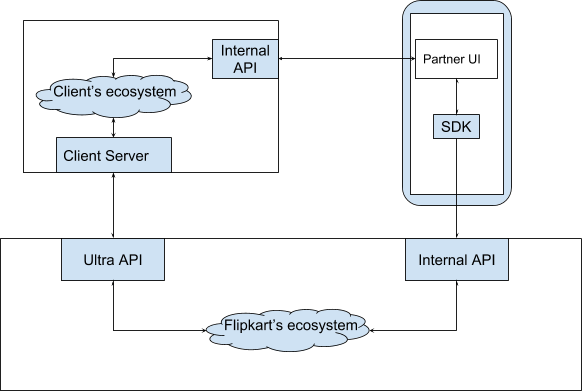 Internal
API
Partner UI
Client's ecosystem
SDK
Client Server
Ultra API
Internal API
Flipkart's ecosystem